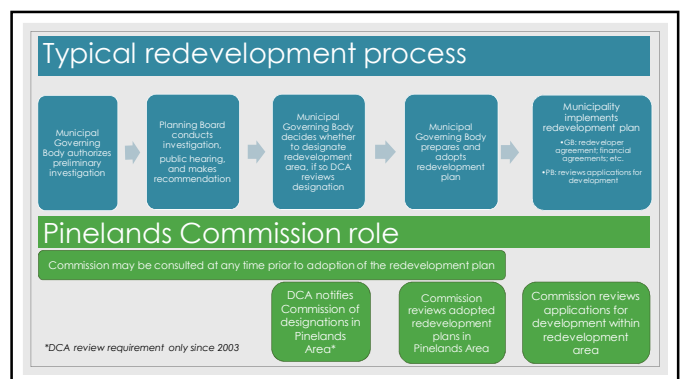 Typical redevelopment process
Municipal
Governing
Body authorizes
preliminary
investigation
Planning Board
conducts
investigation,
public hearing,
and makes
recommendation
Municipal
Governing Body
decides whether
to designate
redevelopment
area, if so DCA
reviews
designation
Municipal
Governing Body
prepares and
adopts
redevelopment
plan
Municipality
implements
redevelopment plan
•GB: redeveloper
agreement; financial
agreements; etc.
•PB: reviews applications for
development
Pinelands Commission role
Commission may be consulted at any time prior to adoption of the redevelopment plan
DCA notifies
Commission of
designations in
Pinelands
Area*
Commission
reviews adopted
redevelopment
plans in
Pinelands Area
Commission reviews
applications for
development within
redevelopment
area
*DCA review requirement only since 2003